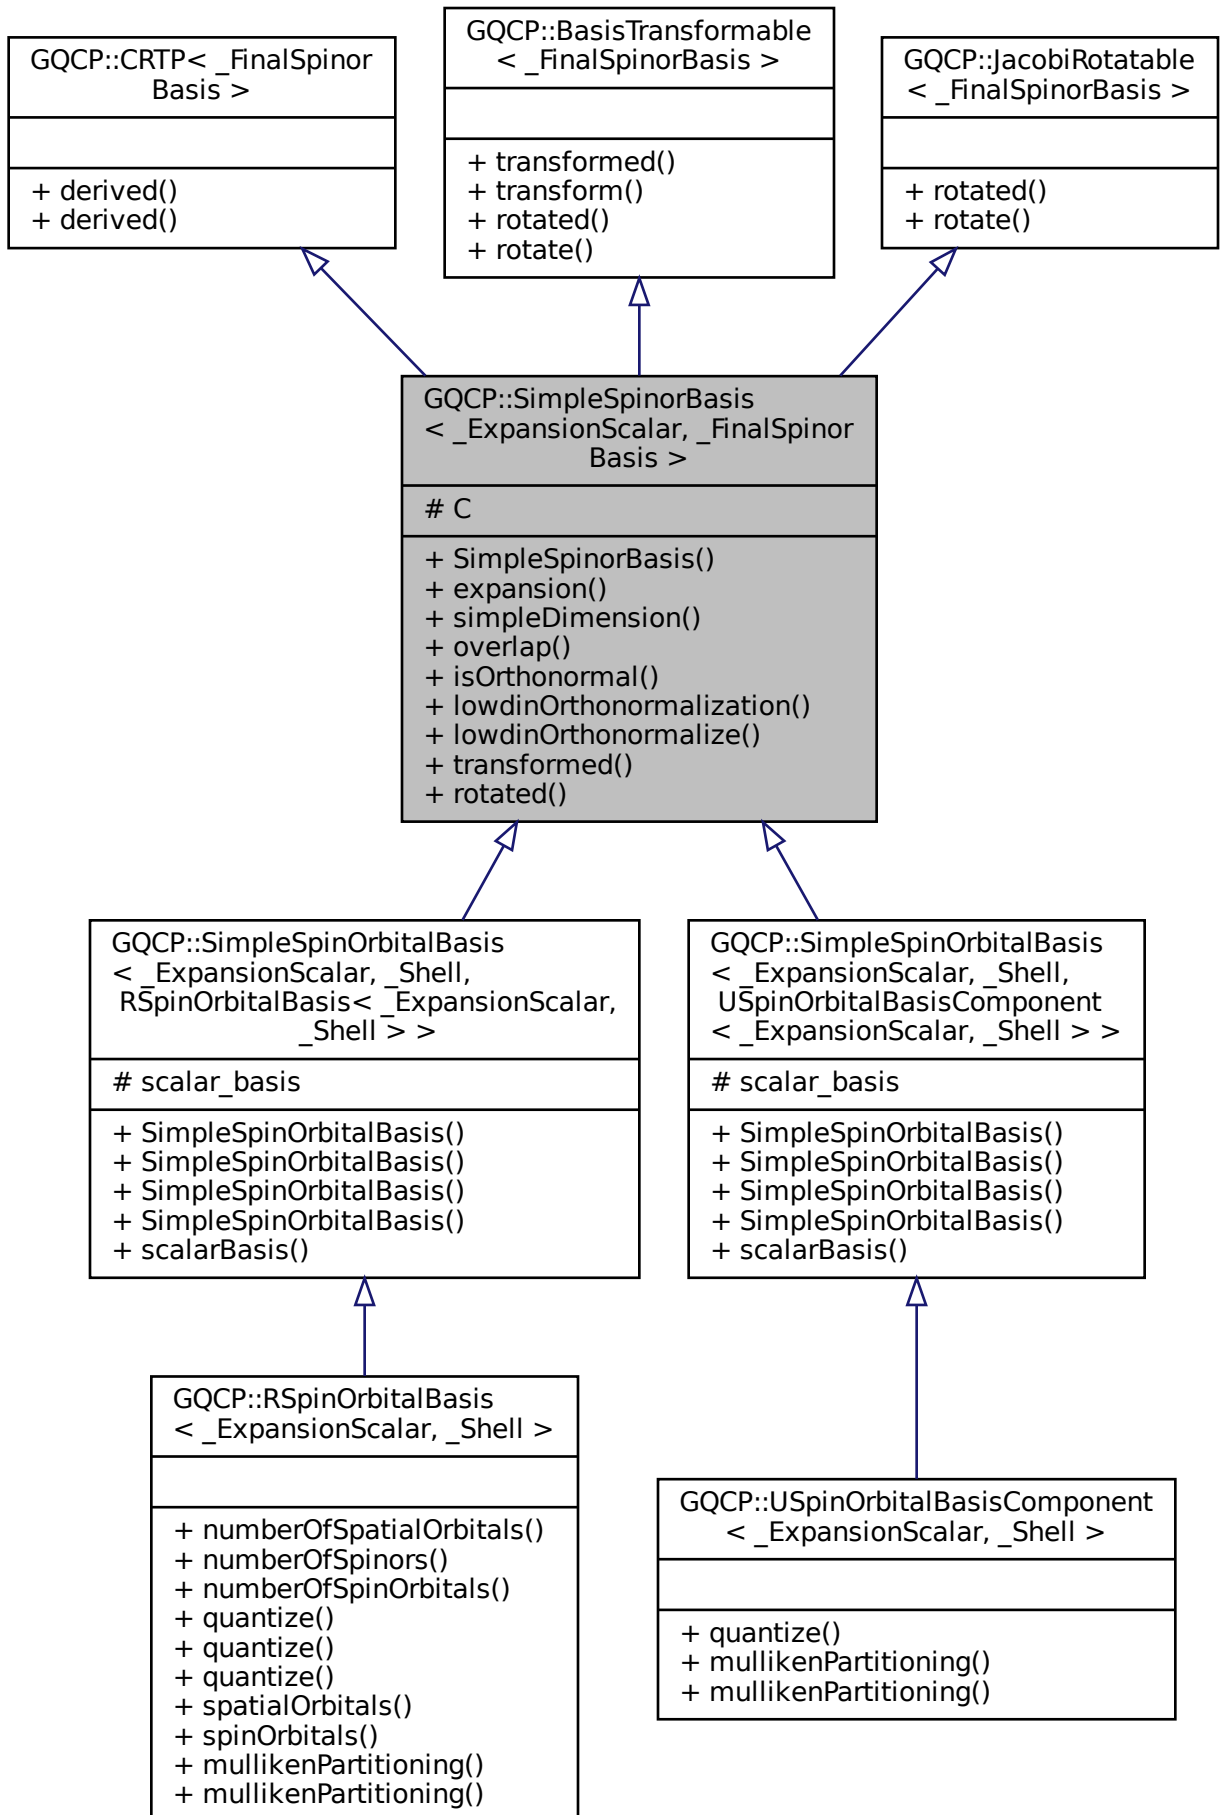 GQCP::CRTP< _FinalSpinor
Basis >
+ derived()
+ derived()
GQCP::BasisTransformable
< _FinalSpinorBasis >
+ transformed()
+ transform()
+ rotated()
+ rotate()
GQCP::JacobiRotatable
< _FinalSpinorBasis >
+ rotated()
+ rotate()
GQCP::SimpleSpinorBasis
< _ExpansionScalar, _FinalSpinor
Basis >
# C
+ SimpleSpinorBasis()
+ expansion()
+ simpleDimension()
+ overlap()
+ isOrthonormal()
+ lowdinOrthonormalization()
+ lowdinOrthonormalize()
+ transformed()
+ rotated()
GQCP::SimpleSpinOrbitalBasis
< _ExpansionScalar, _Shell,
RSpinOrbitalBasis< _ExpansionScalar,
_Shell > >
# scalar_basis
+ SimpleSpinOrbitalBasis()
+ SimpleSpinOrbitalBasis()
+ SimpleSpinOrbitalBasis()
+ SimpleSpinOrbitalBasis()
+ scalarBasis()
GQCP::SimpleSpinOrbitalBasis
< _ExpansionScalar, _Shell,
USpinOrbitalBasisComponent
< _ExpansionScalar, _Shell > >
# scalar_basis
+ SimpleSpinOrbitalBasis()
+ SimpleSpinOrbitalBasis()
+ SimpleSpinOrbitalBasis()
+ SimpleSpinOrbitalBasis()
+ scalarBasis()
GQCP::RSpinOrbitalBasis
< _ExpansionScalar, _Shell >
+ numberOfSpatialOrbitals()
+ numberOfSpinors()
+ numberOfSpinOrbitals()
+ quantize()
+ quantize()
+ quantize()
+ spatialOrbitals()
+ spinOrbitals()
+ mullikenPartitioning()
+ mullikenPartitioning()
GQCP::USpinOrbitalBasisComponent
< _ExpansionScalar, _Shell >
+ quantize()
+ mullikenPartitioning()
+ mullikenPartitioning()